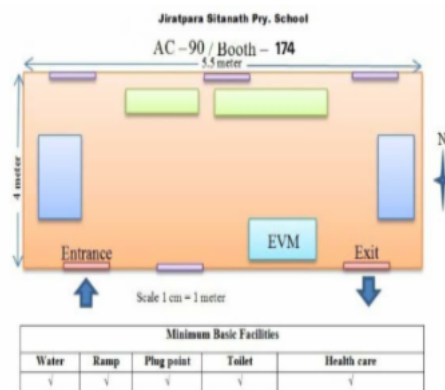 Jiratpara Sitanath Pry. School
AC – 90 / Booth – 174
5.5 meter
4 meter
N
Entrance
EVM
Exit
Scale 1 cm = 1 meter
Minimum Basic Facilities
Water Ramp Plug point Toilet Health care
√ √ √ √ √